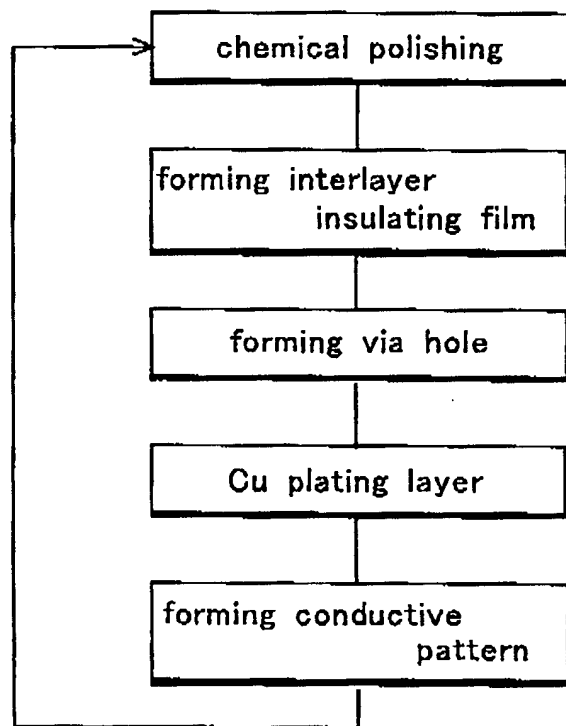 chemical polishing
forming interlayer
insulating film
forming via hole
Cu plating layer
forming conductive
pattern